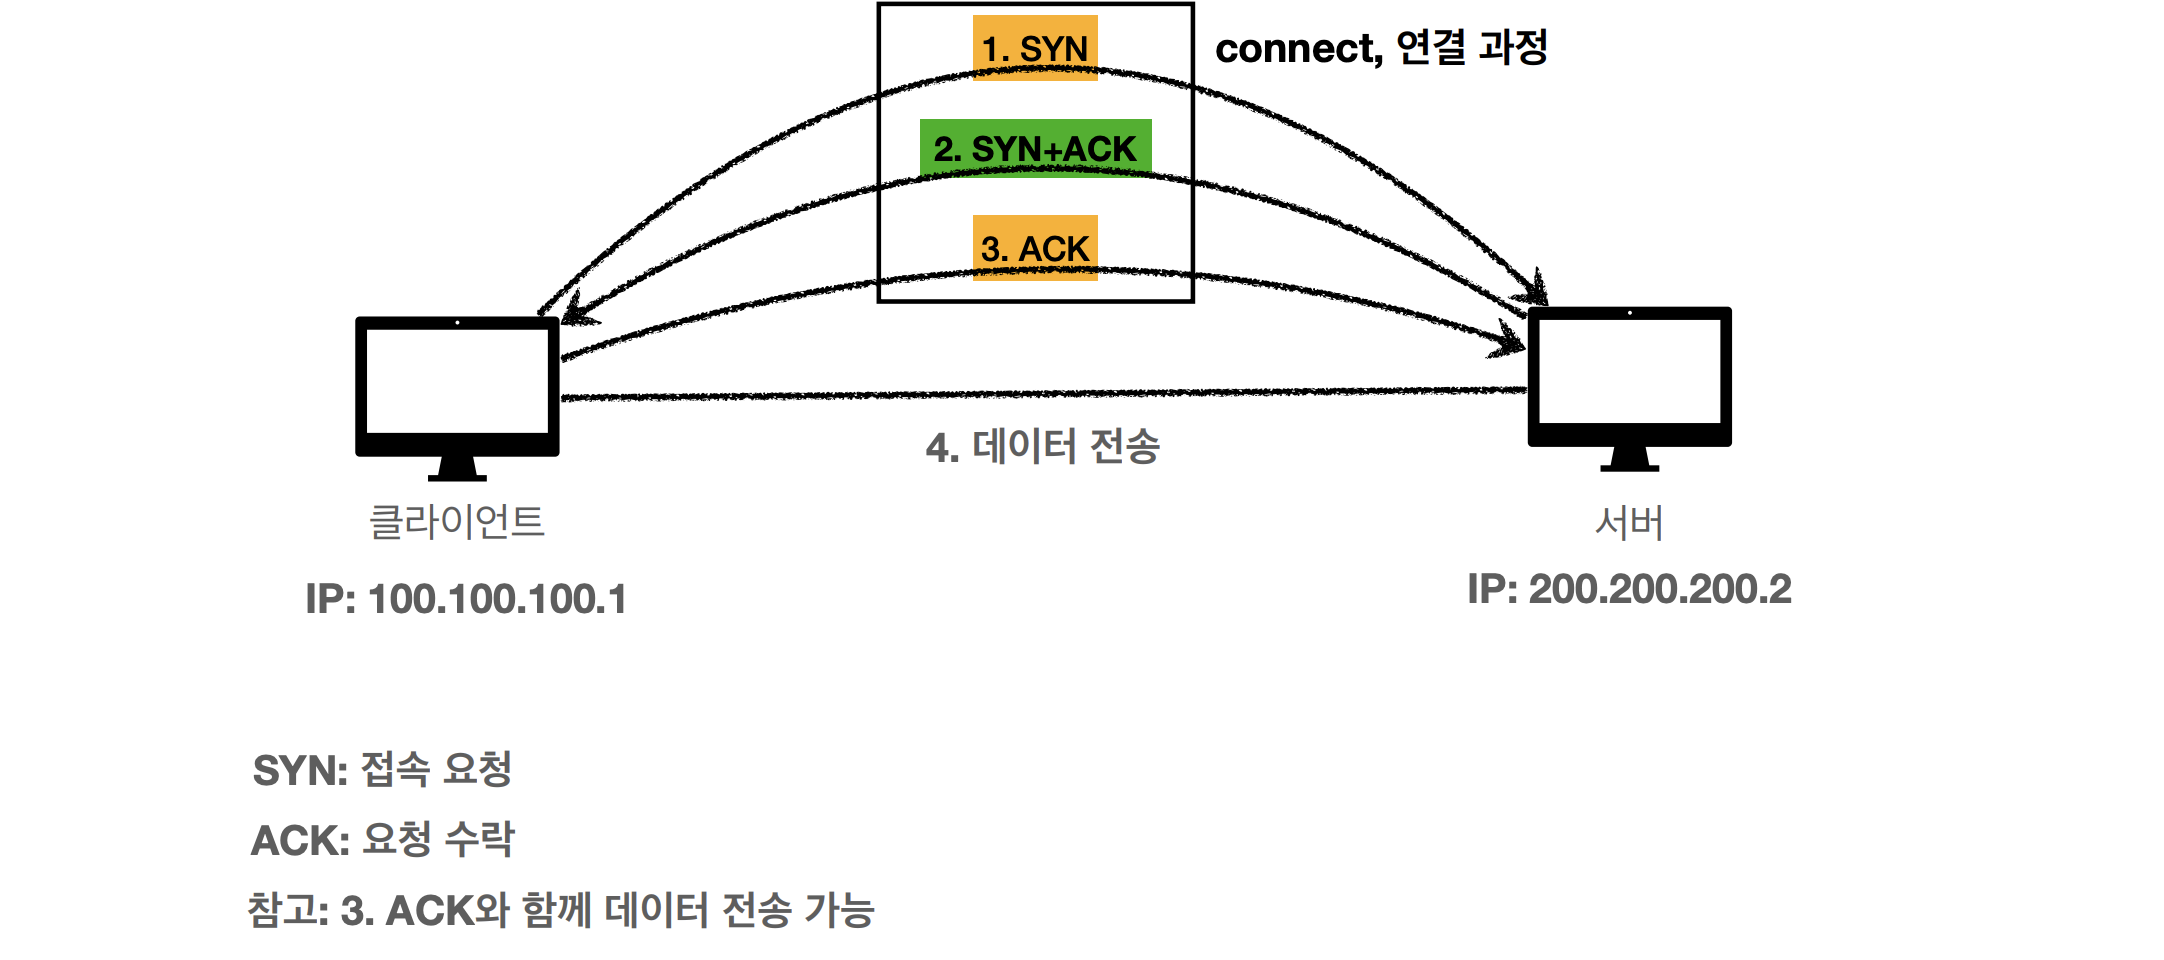 1. SYN
connect, 연결 과정
2. SYN+ACK
3. ACK
4. 데이터 전송
클라이언트
서버
IP: 100.100.100.1
IP: 200.200.200.2
SYN: 접속 요청
ACK: 요청 수락
참고: 3. ACK와 함께 데이터 전송 가능